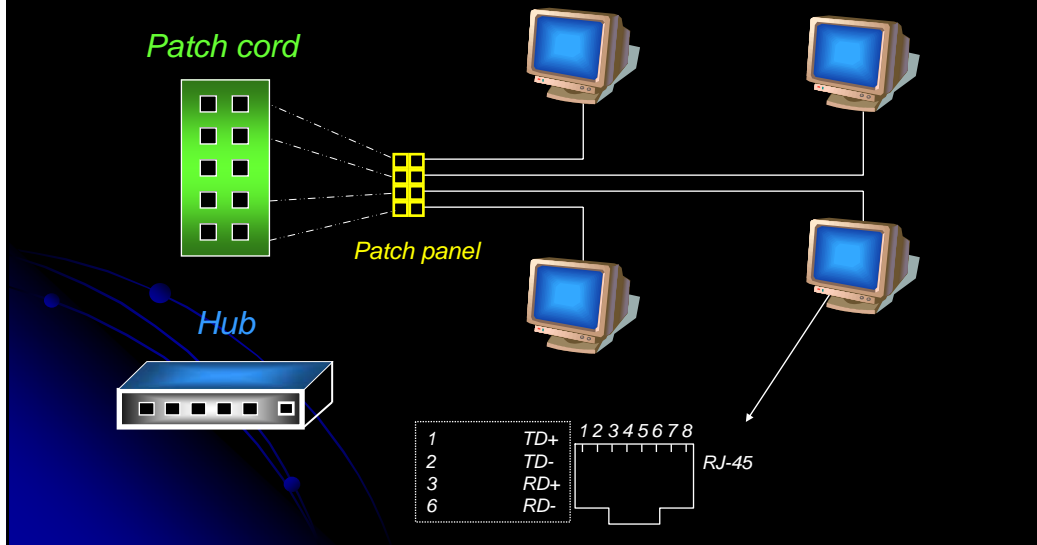 Patch cord
Patch panel
Hub
1 TD+
2 TD-
3 RD+
6 RD-
1 2 3 4 5 6 7 8
RJ-45